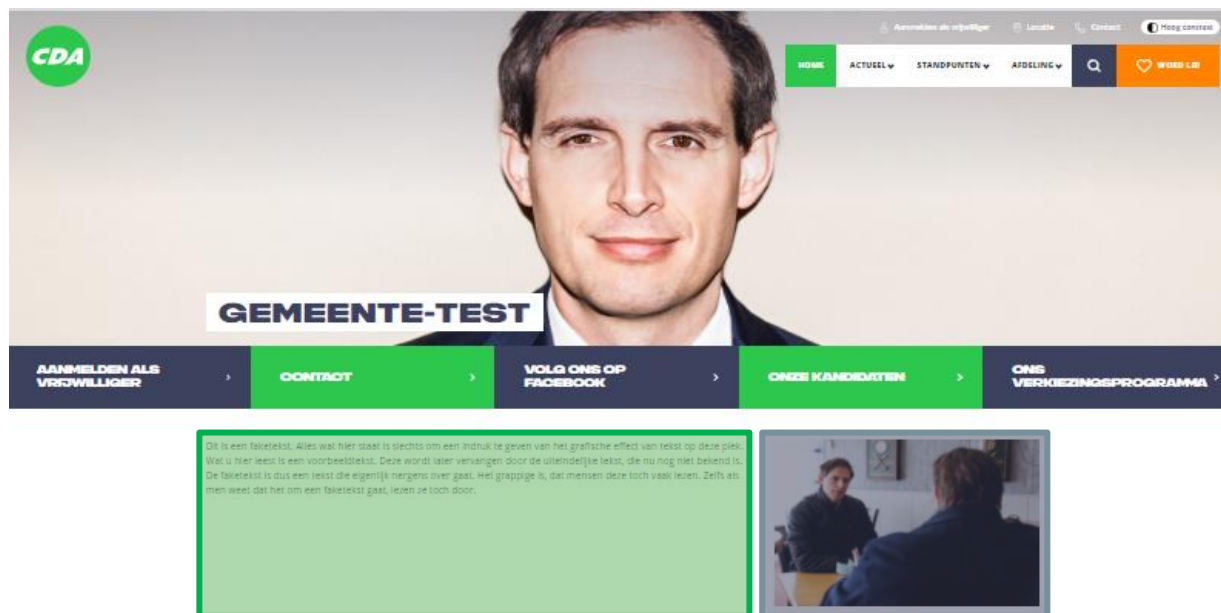 CDA
Aanmelden als vrijwilliger Locatie Contact Hoog contrast
HOME ACTUEEL STANDPUNTEN AFDELING WORD LID
GEMEENTE-TEST
AANMELDEN ALS
VRIJWILLIGER
CONTACT
VOLG ONS OP
FACEBOOK
ONZE KANDIDATEN
ONS
VERKIEZINGSPROGRAMMA
Dit is een faketekst. Alles wat hier staat is slechts om een indruk te geven van het grafische effect van tekst op deze plek.
Wat u hier leest is een voorbeeldtekst. Deze wordt later vervangen door de uiteindelijke tekst, die nu nog niet bekend is.
De faketekst is dus een tekst die eigenlijk nergens over gaat. Het grappige is, dat mensen deze toch vaak lezen. Zelfs als
men weet dat het om een faketekst gaat, lezen ze toch door.